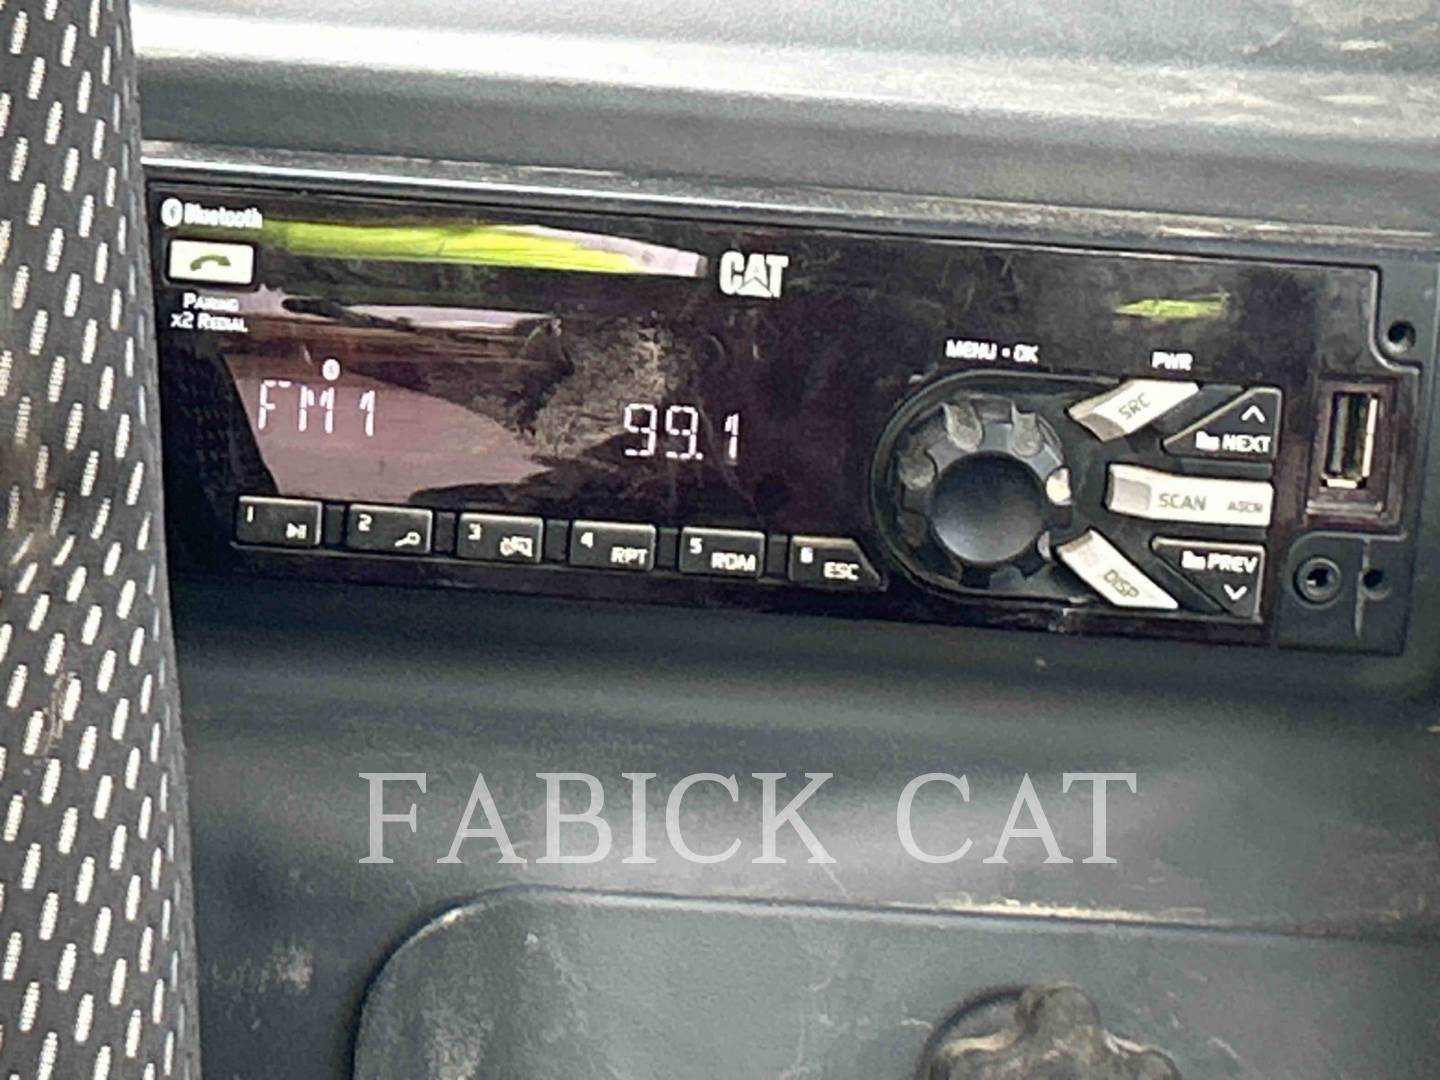 Bluetooth
CAT
PAIRING
X2 REDIAL
MENU • OK
PWR
SRC
NEXT
FM1
99.1
SCAN ASCR
1
2
3
4 RPT
5 RDM
6 ESC
DISP
PREV
FABICK CAT